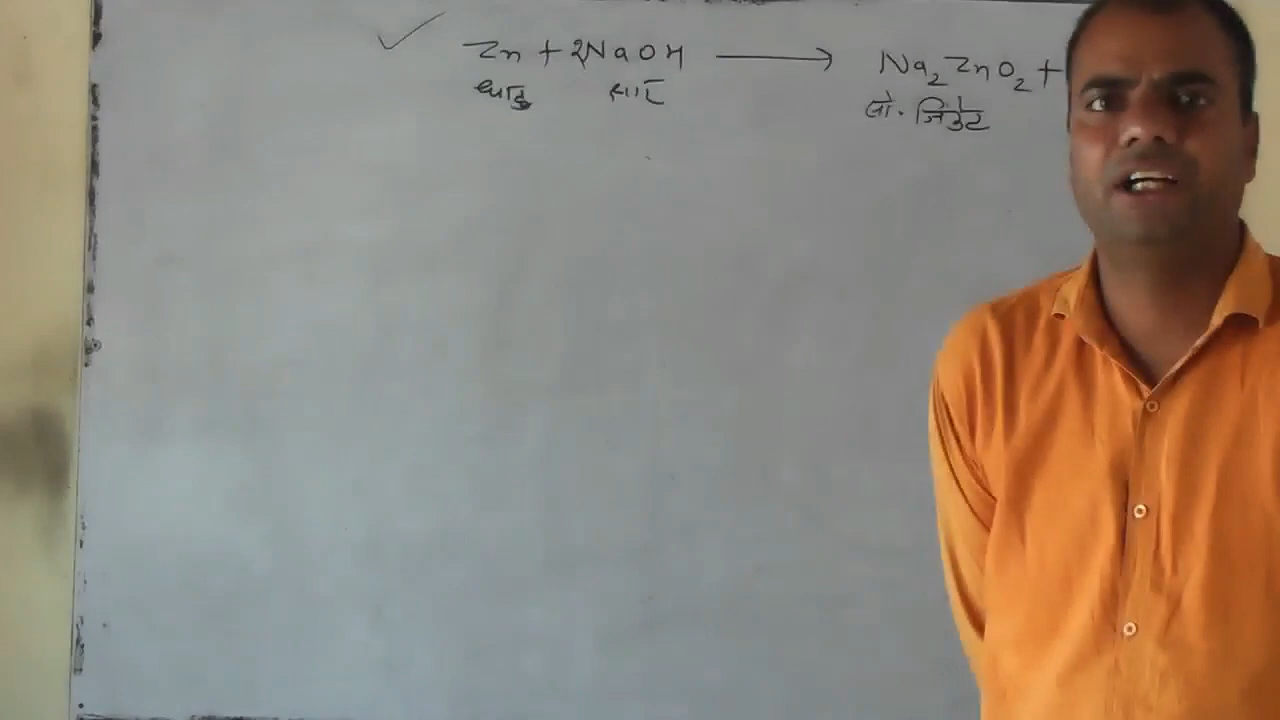 Zn + 2NaOH ⟶ Na₂ZnO₂ +
धातु क्षार सो. जिंकेट